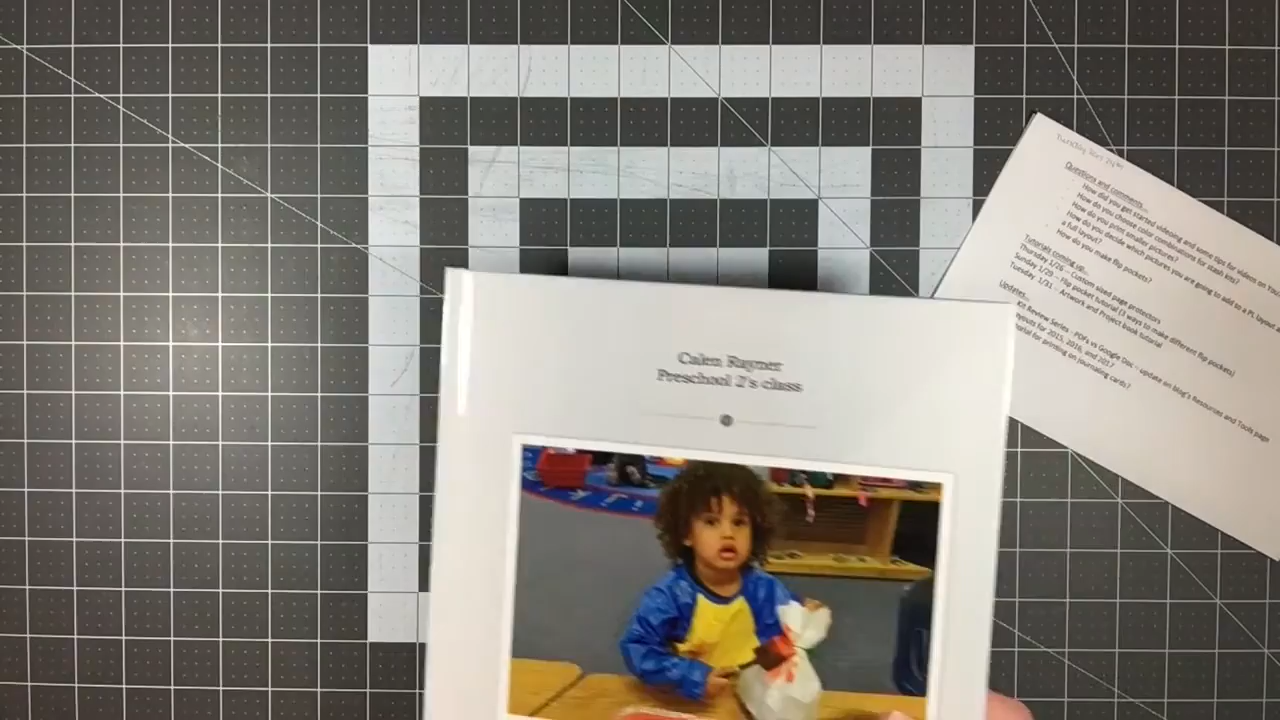 Calen Rayner
Preschool 2's class
Questions and comments...
How did you get started videoing and some tips for videos on You
How do you choose color combinations for stash kits?
How do you print smaller pictures?
How do you decide which pictures you are going to add to a PL layout
a full layout?
How do you make flip pockets?
Tutorials coming up...
Thursday 1/26 – Custom sized page protectors
Sunday 1/29 – Flip pocket tutorial (3 ways to make different flip pockets)
Tuesday 1/31 – Artwork and Project book tutorial
Updates...
Kit Review Series : PDFs vs Google Doc – update on blog's Resources and Tools page
ayouts for 2015, 2016, and 2017
torial for printing on journaling cards?